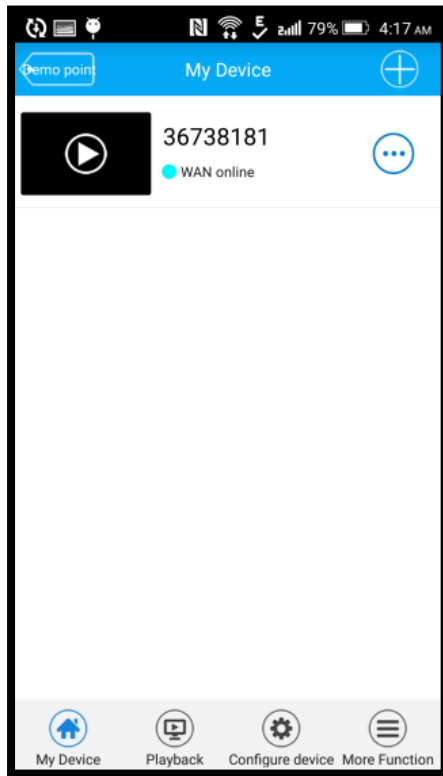 79% 4:17 AM
Demo point My Device
36738181
WAN online
My Device Playback Configure device More Function